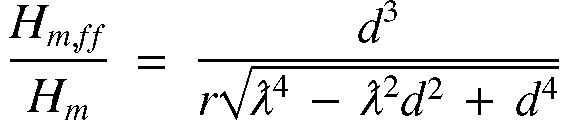 H_{m,ff} / H_m = d^3 / (r√(ƛ^4 − ƛ^2 d^2 + d^4))